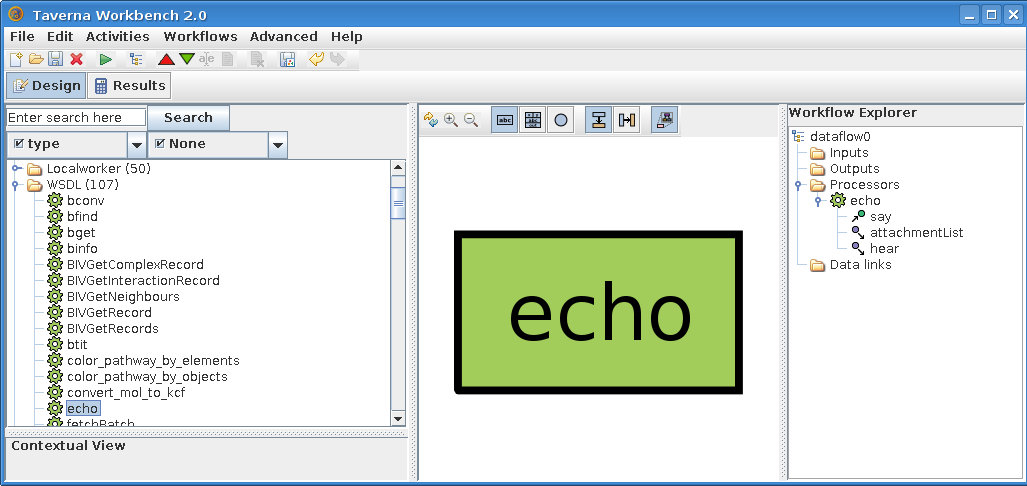 Taverna Workbench 2.0
File Edit Activities Workflows Advanced Help
Design Results
Enter search here Search
type None
Localworker (50)
WSDL (107)
bconv
bfind
bget
binfo
BIVGetComplexRecord
BIVGetInteractionRecord
BIVGetNeighbours
BIVGetRecord
BIVGetRecords
btit
color_pathway_by_elements
color_pathway_by_objects
convert_mol_to_kcf
echo
fetchBatch
Contextual View
abc
abc
echo
Workflow Explorer
dataflow0
Inputs
Outputs
Processors
echo
say
attachmentList
hear
Data links